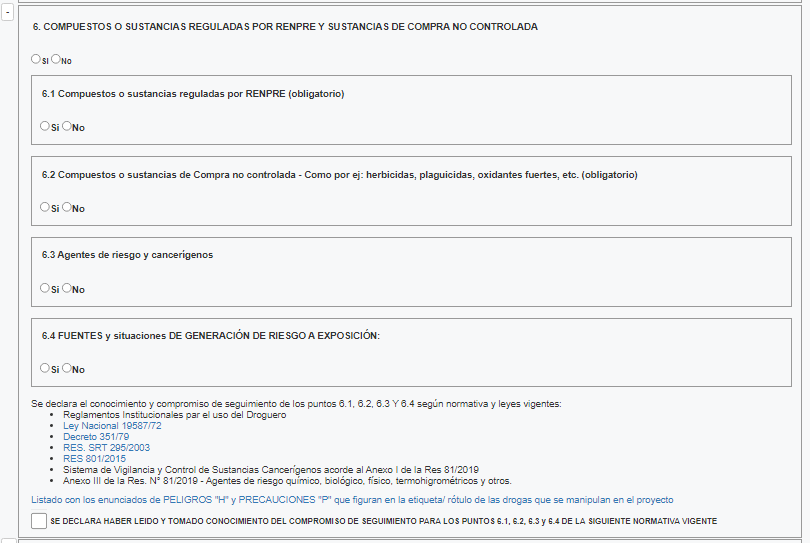 -
6. COMPUESTOS O SUSTANCIAS REGULADAS POR RENPRE Y SUSTANCIAS DE COMPRA NO CONTROLADA
SI No
6.1 Compuestos o sustancias reguladas por RENPRE (obligatorio)
Si No
6.2 Compuestos o sustancias de Compra no controlada - Como por ej: herbicidas, plaguicidas, oxidantes fuertes, etc. (obligatorio)
Si No
6.3 Agentes de riesgo y cancerígenos
Si No
6.4 FUENTES y situaciones DE GENERACIÓN DE RIESGO A EXPOSICIÓN:
Si No
Se declara el conocimiento y compromiso de seguimiento de los puntos 6.1, 6.2, 6.3 Y 6.4 según normativa y leyes vigentes:
• Reglamentos Institucionales par el uso del Droguero
• Ley Nacional 19587/72
• Decreto 351/79
• RES. SRT 295/2003
• RES 801/2015
• Sistema de Vigilancia y Control de Sustancias Cancerígenos acorde al Anexo I de la Res 81/2019
• Anexo III de la Res. N° 81/2019 - Agentes de riesgo químico, biológico, físico, termohigrométricos y otros.
Listado con los enunciados de PELIGROS "H" y PRECAUCIONES "P" que figuran en la etiqueta/ rótulo de las drogas que se manipulan en el proyecto
SE DECLARA HABER LEIDO Y TOMADO CONOCIMIENTO DEL COMPROMISO DE SEGUIMIENTO PARA LOS PUNTOS 6.1, 6.2, 6.3 y 6.4 DE LA SIGUIENTE NORMATIVA VIGENTE